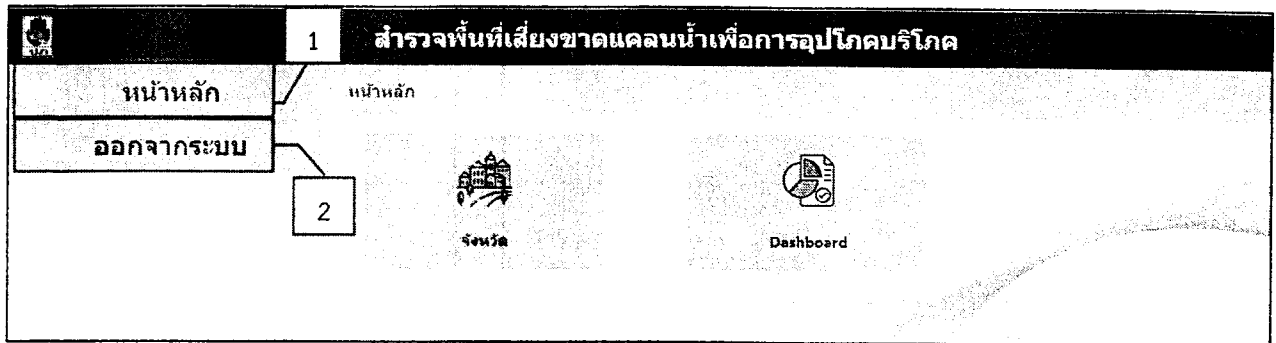 ปภ.
1 สำรวจพื้นที่เสี่ยงขาดแคลนน้ำเพื่อการอุปโภคบริโภค
หน้าหลัก
หน้าหลัก
ออกจากระบบ
2
จังหวัด
Dashboard